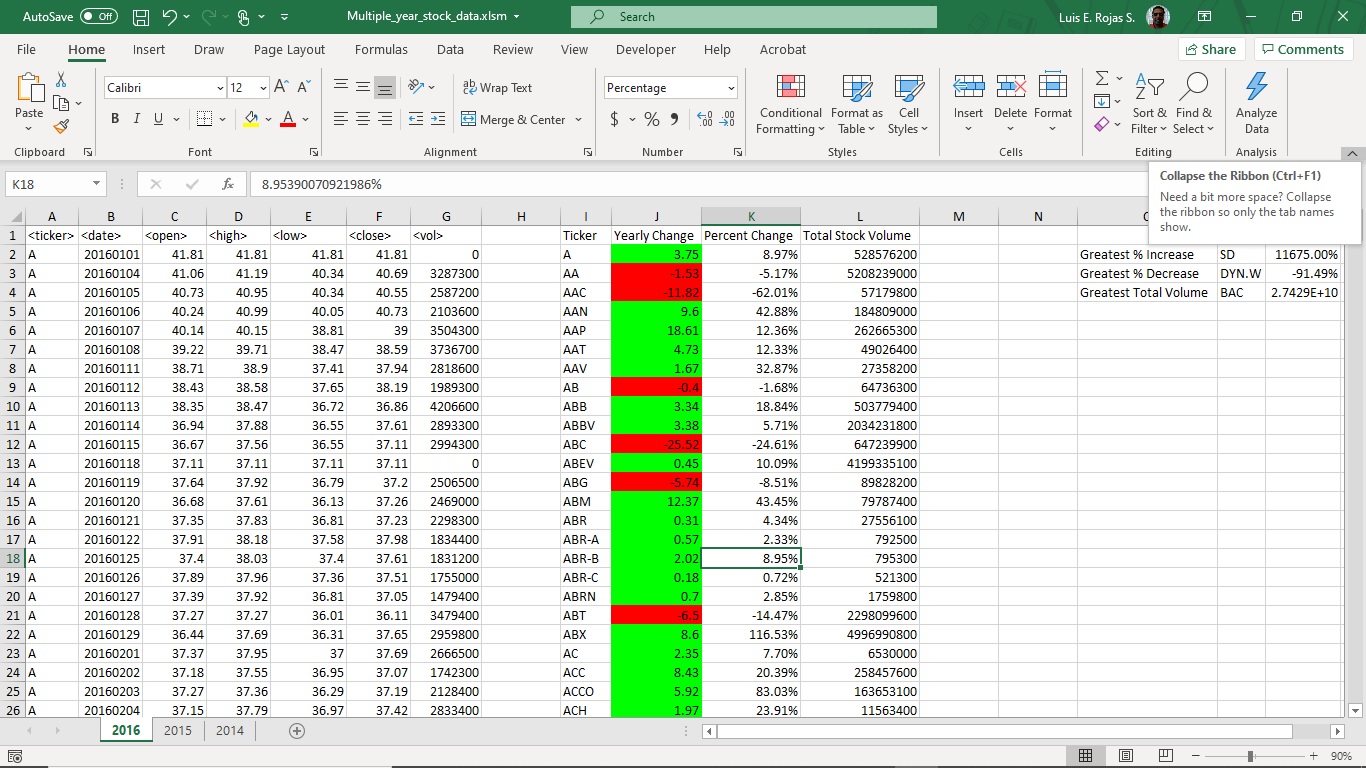 AutoSave Off Multiple_year_stock_data.xlsm Search Luis E. Rojas S.
File Home Insert Draw Page Layout Formulas Data Review View Developer Help Acrobat Share Comments
Calibri 12 Wrap Text Percentage
Paste B I U A Merge & Center $ % Conditional Formatting Format as Table Cell Styles Insert Delete Format Sort & Filter Find & Select Analyze Data
Clipboard Font Alignment Number Styles Cells Editing Analysis
K18 fx 8.95390070921986%
Collapse the Ribbon (Ctrl+F1)
Need a bit more space? Collapse
the ribbon so only the tab names
show.
A B C D E F G H I J K L M N
1 <ticker> <date> <open> <high> <low> <close> <vol> Ticker Yearly Change Percent Change Total Stock Volume
2 A 20160101 41.81 41.81 41.81 41.81 0 A 3.75 8.97% 528576200 Greatest % Increase SD 11675.00%
3 A 20160104 41.06 41.19 40.34 40.69 3287300 AA -1.53 -5.17% 5208239000 Greatest % Decrease DYN.W -91.49%
4 A 20160105 40.73 40.95 40.34 40.55 2587200 AAC -11.82 -62.01% 57179800 Greatest Total Volume BAC 2.7429E+10
5 A 20160106 40.24 40.99 40.05 40.73 2103600 AAN 9.6 42.88% 184809000
6 A 20160107 40.14 40.15 38.81 39 3504300 AAP 18.61 12.36% 262665300
7 A 20160108 39.22 39.71 38.47 38.59 3736700 AAT 4.73 12.33% 49026400
8 A 20160111 38.71 38.9 37.41 37.94 2818600 AAV 1.67 32.87% 27358200
9 A 20160112 38.43 38.58 37.65 38.19 1989300 AB -0.4 -1.68% 64736300
10 A 20160113 38.35 38.47 36.72 36.86 4206600 ABB 3.34 18.84% 503779400
11 A 20160114 36.94 37.88 36.55 37.61 2893300 ABBV 3.38 5.71% 2034231800
12 A 20160115 36.67 37.56 36.55 37.11 2994300 ABC -25.52 -24.61% 647239900
13 A 20160118 37.11 37.11 37.11 37.11 0 ABEV 0.45 10.09% 4199335100
14 A 20160119 37.64 37.92 36.79 37.2 2506500 ABG -5.74 -8.51% 89828200
15 A 20160120 36.68 37.61 36.13 37.26 2469000 ABM 12.37 43.45% 79787400
16 A 20160121 37.35 37.83 36.81 37.23 2298300 ABR 0.31 4.34% 27556100
17 A 20160122 37.91 38.18 37.58 37.98 1834400 ABR-A 0.57 2.33% 792500
18 A 20160125 37.4 38.03 37.4 37.61 1831200 ABR-B 2.02 8.95% 795300
19 A 20160126 37.89 37.96 37.36 37.51 1755000 ABR-C 0.18 0.72% 521300
20 A 20160127 37.39 37.92 36.81 37.05 1479400 ABRN 0.7 2.85% 1759800
21 A 20160128 37.27 37.27 36.01 36.11 3479400 ABT -6.5 -14.47% 2298099600
22 A 20160129 36.44 37.69 36.31 37.65 2959800 ABX 8.6 116.53% 4996990800
23 A 20160201 37.37 37.95 37 37.69 2666500 AC 2.35 7.70% 6530000
24 A 20160202 37.18 37.55 36.95 37.07 1742300 ACC 8.43 20.39% 258457600
25 A 20160203 37.27 37.36 36.29 37.19 2128400 ACCO 5.92 83.03% 163653100
26 A 20160204 37.15 37.79 36.97 37.42 2833400 ACH 1.97 23.91% 11563400
2016 2015 2014
90%